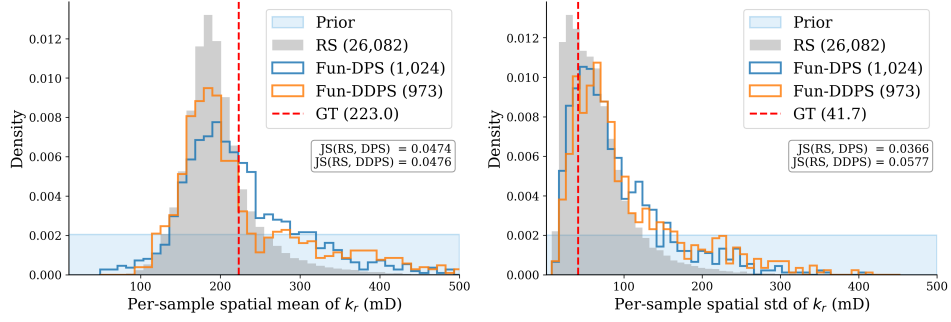 0.012
0.010
0.008
0.006
0.004
0.002
0.000
Density
100
200
300
400
500
Per-sample spatial mean of k_r (mD)
Prior
RS (26,082)
Fun-DPS (1,024)
Fun-DDPS (973)
GT (223.0)
JS(RS, DPS) = 0.0474
JS(RS, DDPS) = 0.0476
0.012
0.010
0.008
0.006
0.004
0.002
0.000
Density
100
200
300
400
500
Per-sample spatial std of k_r (mD)
Prior
RS (26,082)
Fun-DPS (1,024)
Fun-DDPS (973)
GT (41.7)
JS(RS, DPS) = 0.0366
JS(RS, DDPS) = 0.0577